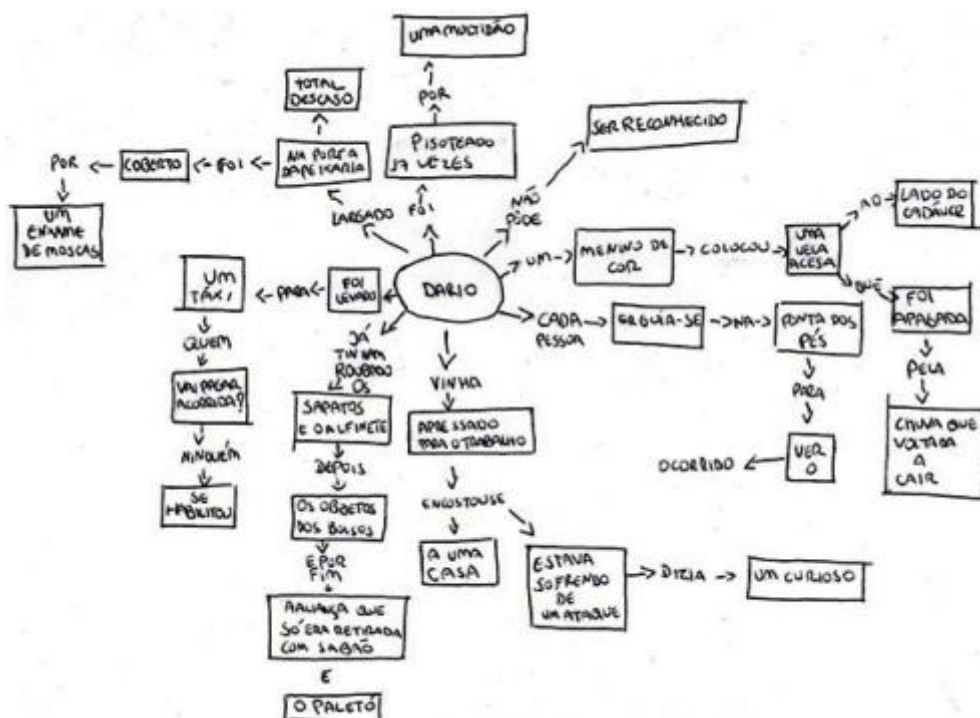 UMA MULTIDÃO
POR
PISOTEADO
17 VEZES
FOI
TOTAL
DESCASO
NA PORTA
DA PEIXARIA
LARGADO
FOI
COBERTO
POR
UM
ENXAME
DE MOSCAS
SER RECONHECIDO
NÃO
PÔDE
DARIO
UM
MENINO DE
COR
COLOCOU
UMA
VELA
ACESA
AO
LADO DO
CADÁVER
QUE
FOI
APAGADA
PELA
CHUVA QUE
VOLTADA
A
CAIR
CADA
PESSOA
ERGUIA-SE
NA
PONTA DOS
PÉS
PARA
VER
O
OCORRIDO
FOI
LEVADO
PARA
UM
TÁXI
QUEM
VAI PAGAR
A CORRIDA?
NINGUÉM
SE
HABILITOU
JÁ
TINHAM
ROUBADO
OS
SAPATOS
E O ALFINETE
DEPOIS
OS OBJETOS
DOS BOLSOS
E POR
FIM
A ALIANÇA QUE
SÓ ERA RETIRADA
COM SABÃO
E
O PALETÓ
VINHA
APRESSADO
PARA O TRABALHO
ENCOSTOUSE
A UMA
CASA
ESTAVA
SOFRENDO
DE
UM ATAQUE
DIZIA
UM CURIOSO